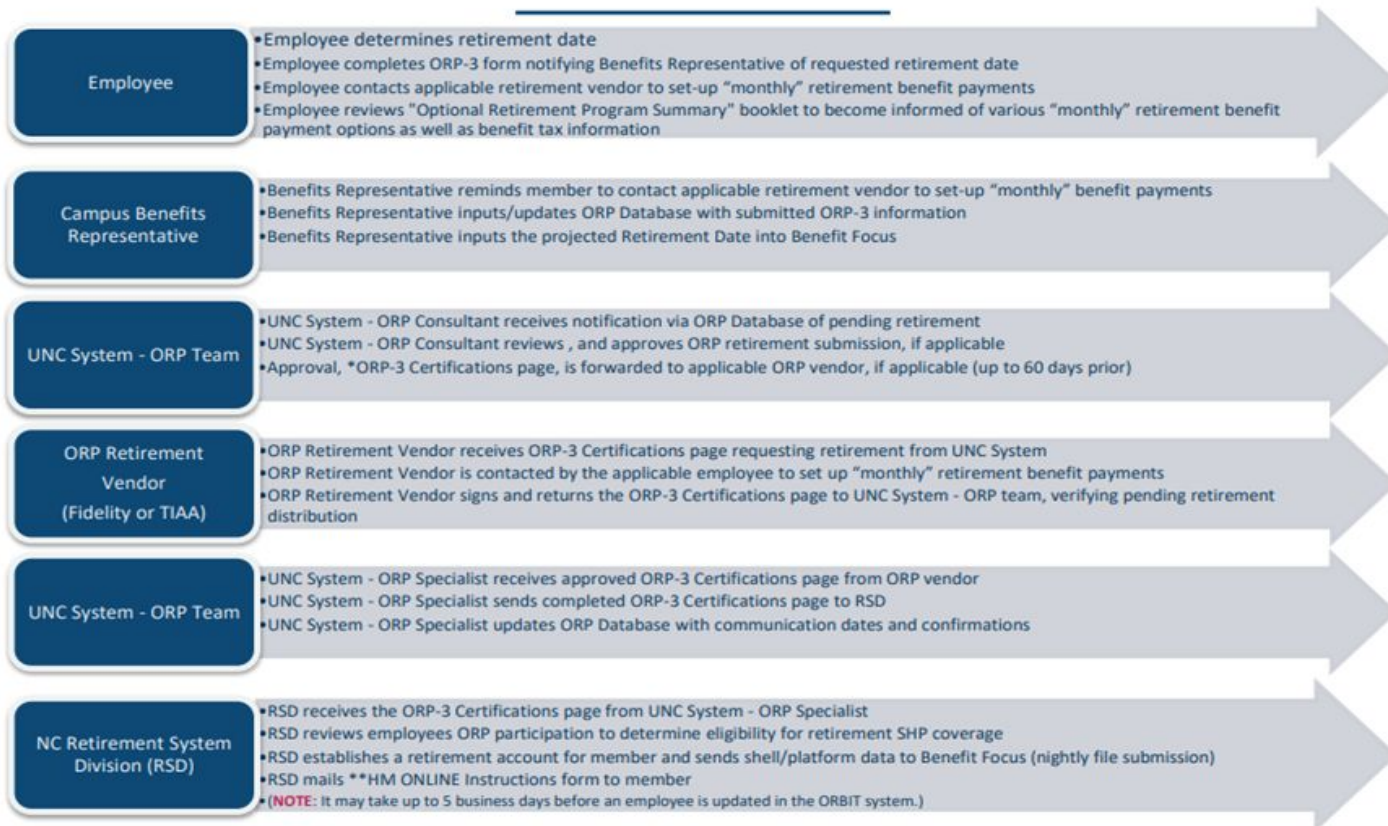 Employee
•Employee determines retirement date
•Employee completes ORP-3 form notifying Benefits Representative of requested retirement date
•Employee contacts applicable retirement vendor to set-up “monthly” retirement benefit payments
•Employee reviews "Optional Retirement Program Summary" booklet to become informed of various “monthly” retirement benefit
payment options as well as benefit tax information
Campus Benefits
Representative
•Benefits Representative reminds member to contact applicable retirement vendor to set-up “monthly” benefit payments
•Benefits Representative inputs/updates ORP Database with submitted ORP-3 information
•Benefits Representative inputs the projected Retirement Date into Benefit Focus
UNC System - ORP Team
•UNC System - ORP Consultant receives notification via ORP Database of pending retirement
•UNC System - ORP Consultant reviews , and approves ORP retirement submission, if applicable
•Approval, *ORP-3 Certifications page, is forwarded to applicable ORP vendor, if applicable (up to 60 days prior)
ORP Retirement
Vendor
(Fidelity or TIAA)
•ORP Retirement Vendor receives ORP-3 Certifications page requesting retirement from UNC System
•ORP Retirement Vendor is contacted by the applicable employee to set up “monthly” retirement benefit payments
•ORP Retirement Vendor signs and returns the ORP-3 Certifications page to UNC System - ORP team, verifying pending retirement
distribution
UNC System - ORP Team
•UNC System - ORP Specialist receives approved ORP-3 Certifications page from ORP vendor
•UNC System - ORP Specialist sends completed ORP-3 Certifications page to RSD
•UNC System - ORP Specialist updates ORP Database with communication dates and confirmations
NC Retirement System
Division (RSD)
•RSD receives the ORP-3 Certifications page from UNC System - ORP Specialist
•RSD reviews employees ORP participation to determine eligibility for retirement SHP coverage
•RSD establishes a retirement account for member and sends shell/platform data to Benefit Focus (nightly file submission)
•RSD mails **HM ONLINE Instructions form to member
•(NOTE: It may take up to 5 business days before an employee is updated in the ORBIT system.)